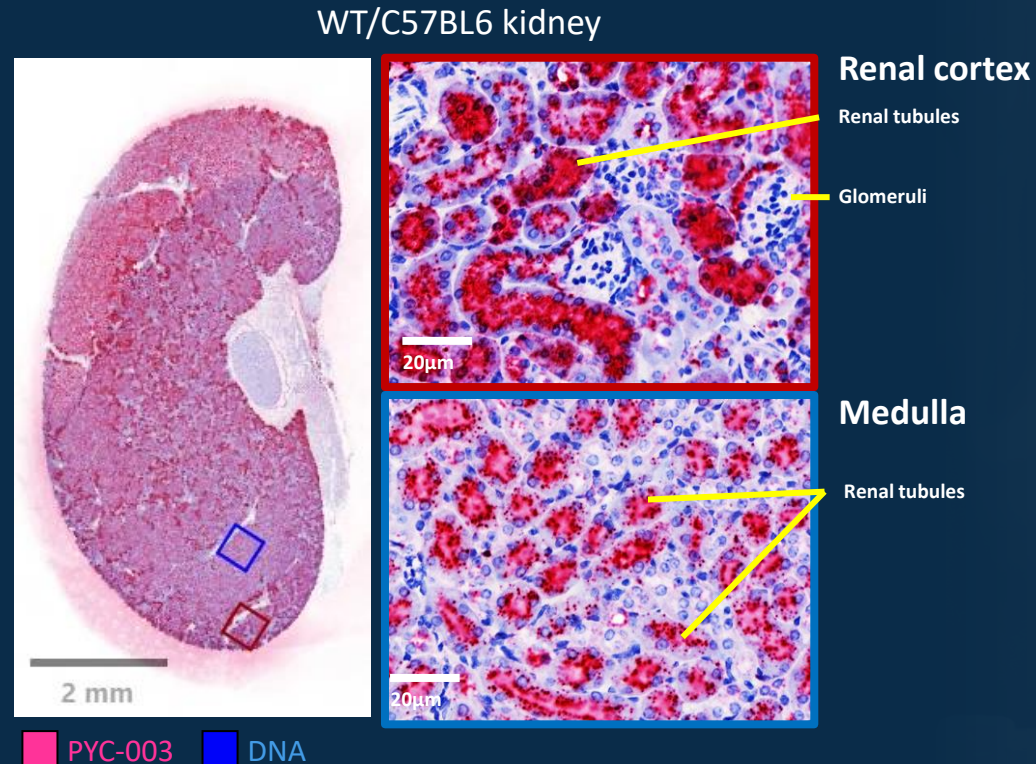 WT/C57BL6 kidney
Renal cortex
Renal tubules
Glomeruli
20µm
Medulla
Renal tubules
20µm
2 mm
PYC-003 DNA